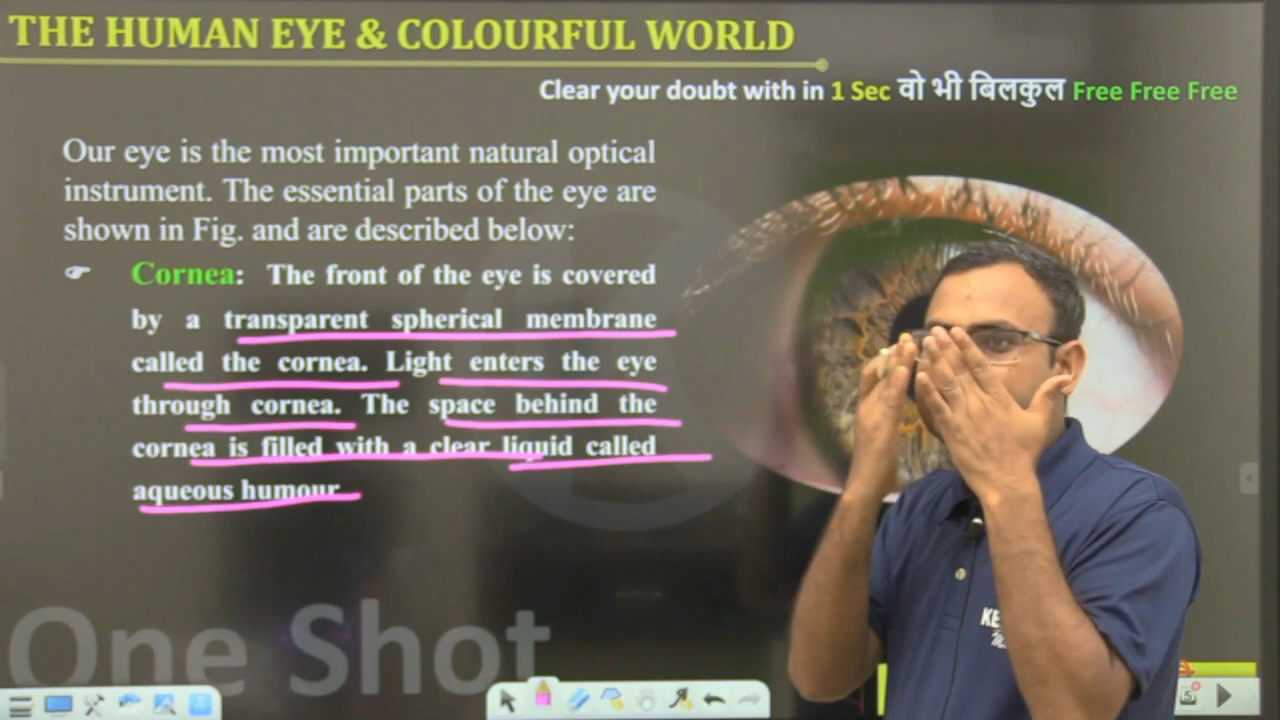 THE HUMAN EYE & COLOURFUL WORLD
Clear your doubt with in 1 Sec वो भी बिलकुल Free Free Free
Our eye is the most important natural optical
instrument. The essential parts of the eye are
shown in Fig. and are described below:
☞ Cornea: The front of the eye is covered
by a transparent spherical membrane
called the cornea. Light enters the eye
through cornea. The space behind the
cornea is filled with a clear liquid called
aqueous humour
One Shot
KE